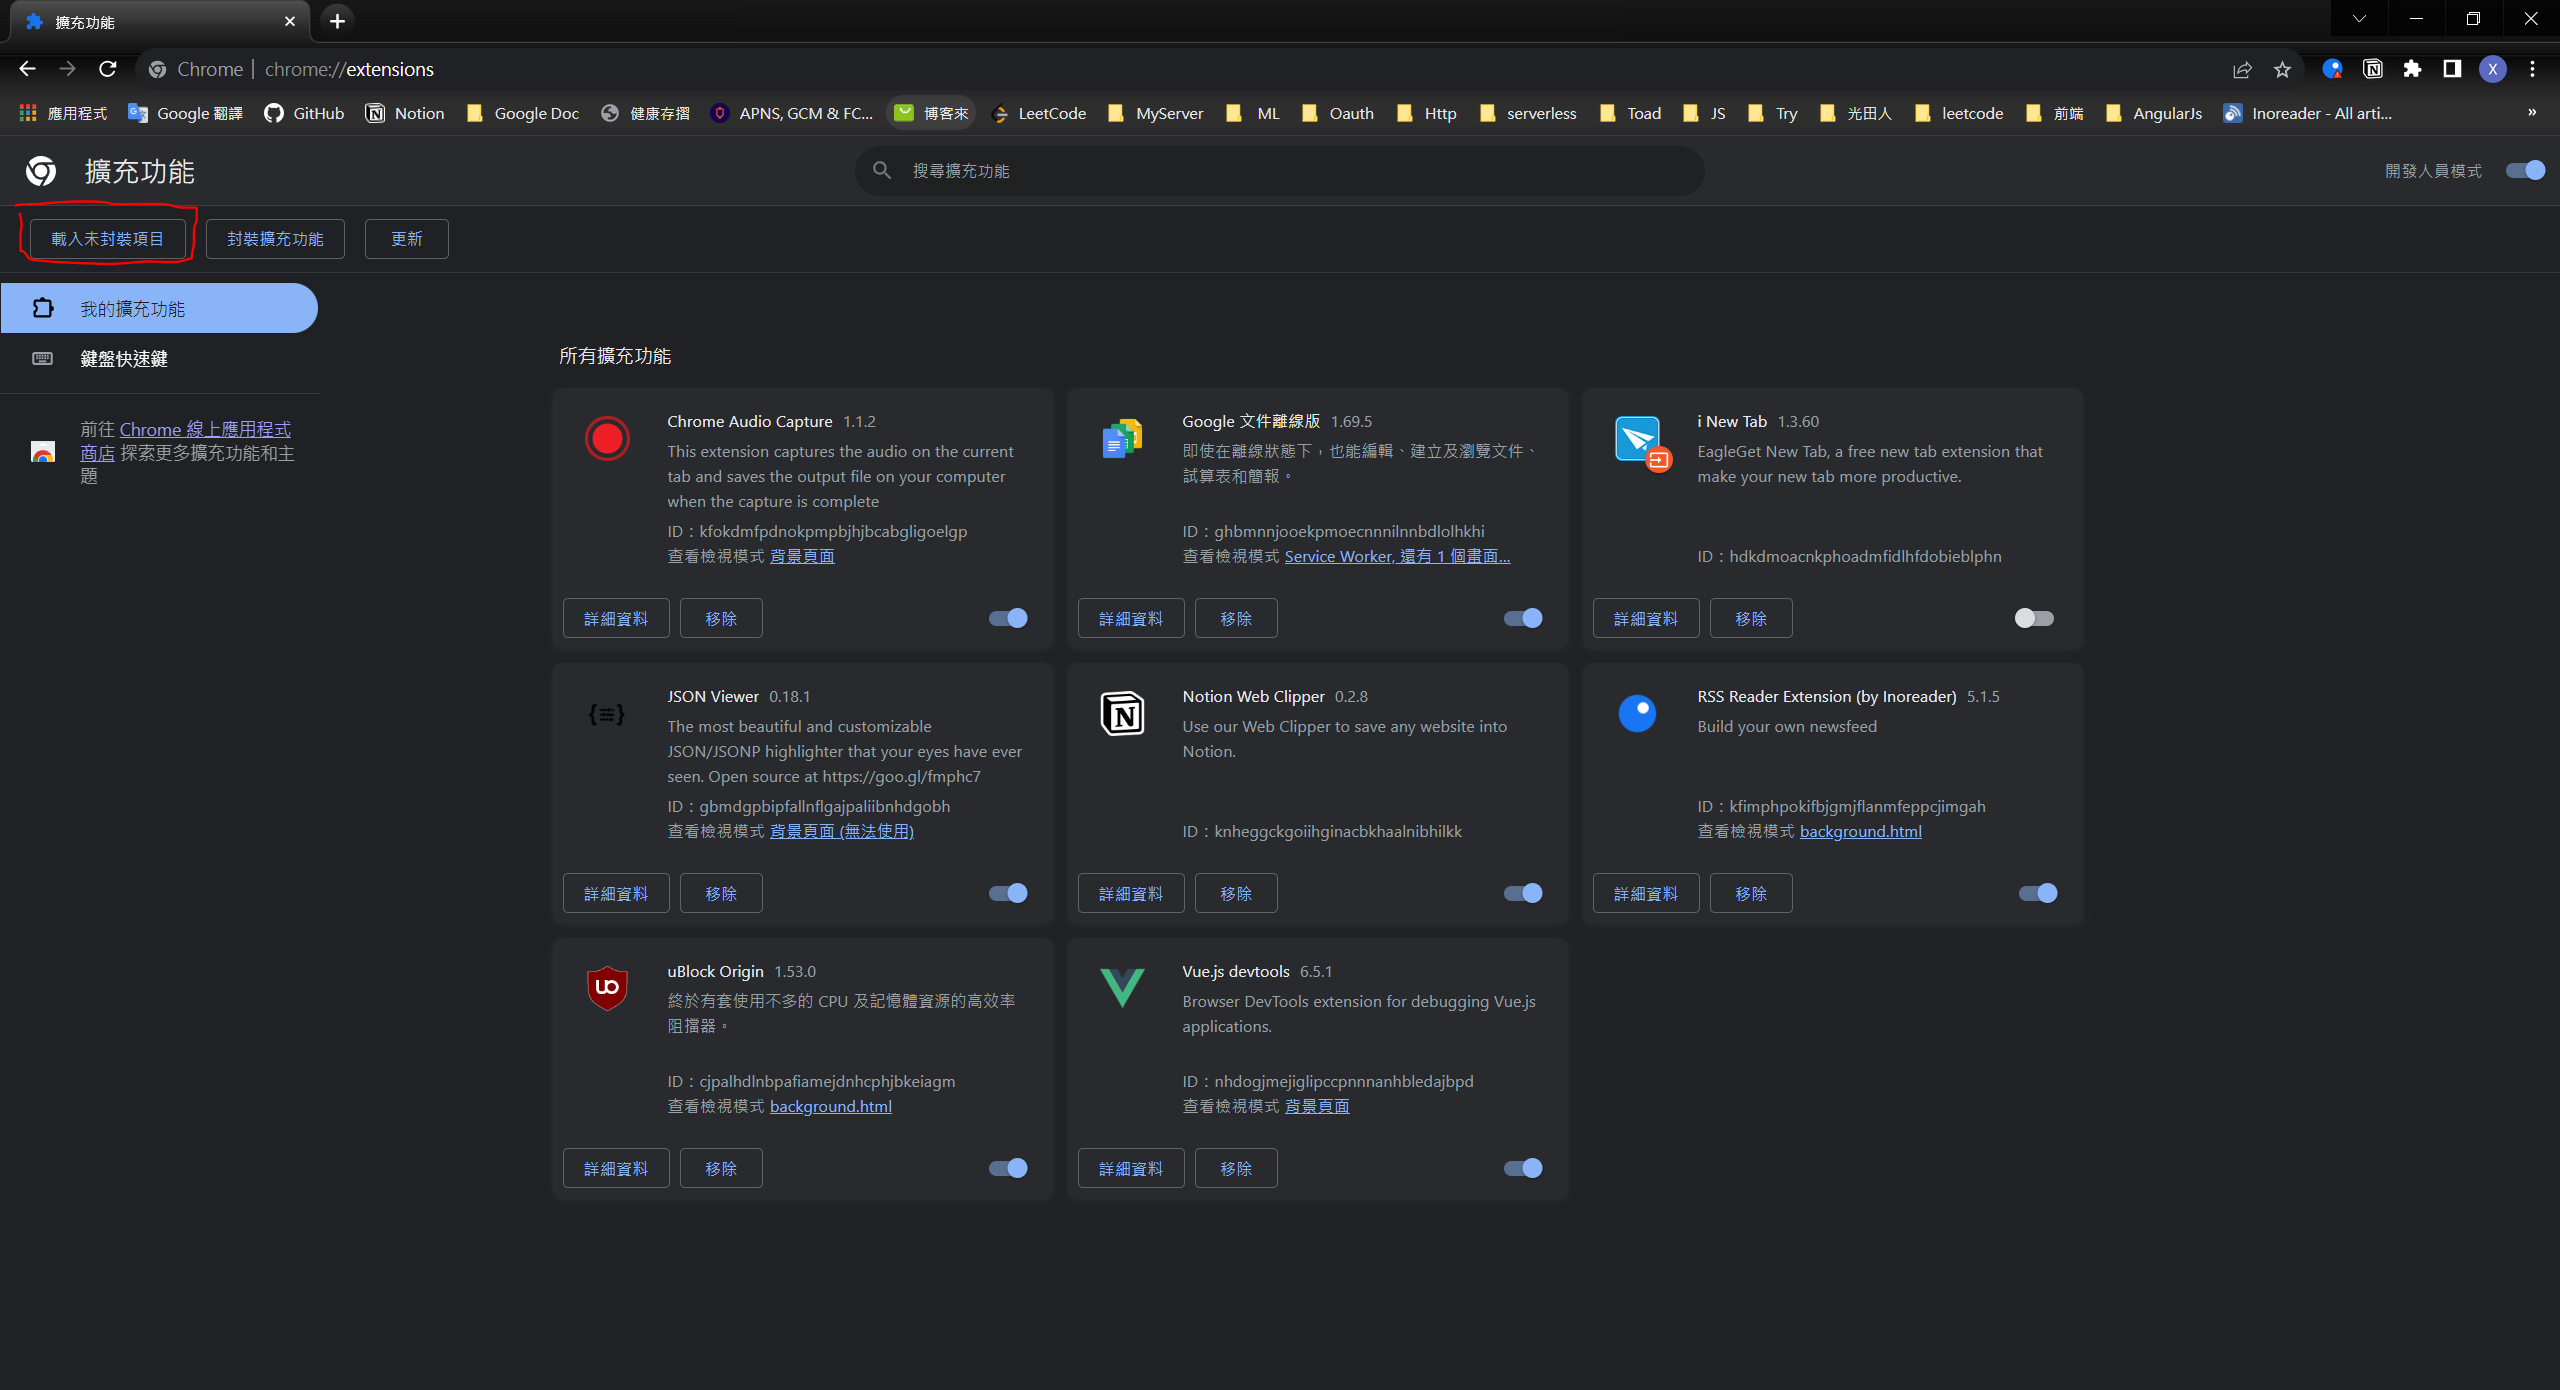 擴充功能
Chrome | chrome://extensions
X
應用程式 Google 翻譯 GitHub Notion Google Doc 健康存摺 APNS, GCM & FC... 博客來 LeetCode MyServer ML Oauth Http serverless Toad JS Try 光田人 leetcode 前端 AngularJs Inoreader - All arti... »
擴充功能
搜尋擴充功能
開發人員模式
載入未封裝項目 封裝擴充功能 更新
我的擴充功能
鍵盤快速鍵
前往 Chrome 線上應用程式
商店 探索更多擴充功能和主
題
所有擴充功能
Chrome Audio Capture 1.1.2
This extension captures the audio on the current
tab and saves the output file on your computer
when the capture is complete
ID：kfokdmfpdnokpmpbjhjbcabgligoelgp
查看檢視模式 背景頁面
詳細資料 移除
Google 文件離線版 1.69.5
即使在離線狀態下，也能編輯、建立及瀏覽文件、
試算表和簡報。
ID：ghbmnnjooekpmoecnnnilnnbdlolhkhi
查看檢視模式 Service Worker, 還有 1 個畫面...
詳細資料 移除
i New Tab 1.3.60
EagleGet New Tab, a free new tab extension that
make your new tab more productive.
ID：hdkdmoacnkphoadmfidlhfdobieblphn
詳細資料 移除
JSON Viewer 0.18.1
The most beautiful and customizable
JSON/JSONP highlighter that your eyes have ever
seen. Open source at https://goo.gl/fmphc7
ID：gbmdgpbipfallnflgajpaliibnhdgobh
查看檢視模式 背景頁面 (無法使用)
詳細資料 移除
Notion Web Clipper 0.2.8
Use our Web Clipper to save any website into
Notion.
ID：knheggckgoiihginacbkhaalnibhilkk
詳細資料 移除
RSS Reader Extension (by Inoreader) 5.1.5
Build your own newsfeed
ID：kfimphpokifbjgmjflanmfeppcjimgah
查看檢視模式 background.html
詳細資料 移除
uBlock Origin 1.53.0
終於有套使用不多的 CPU 及記憶體資源的高效率
阻擋器。
ID：cjpalhdlnbpafiamejdnhcphjbkeiagm
查看檢視模式 background.html
詳細資料 移除
Vue.js devtools 6.5.1
Browser DevTools extension for debugging Vue.js
applications.
ID：nhdogjmejiglipccpnnnanhbledajbpd
查看檢視模式 背景頁面
詳細資料 移除